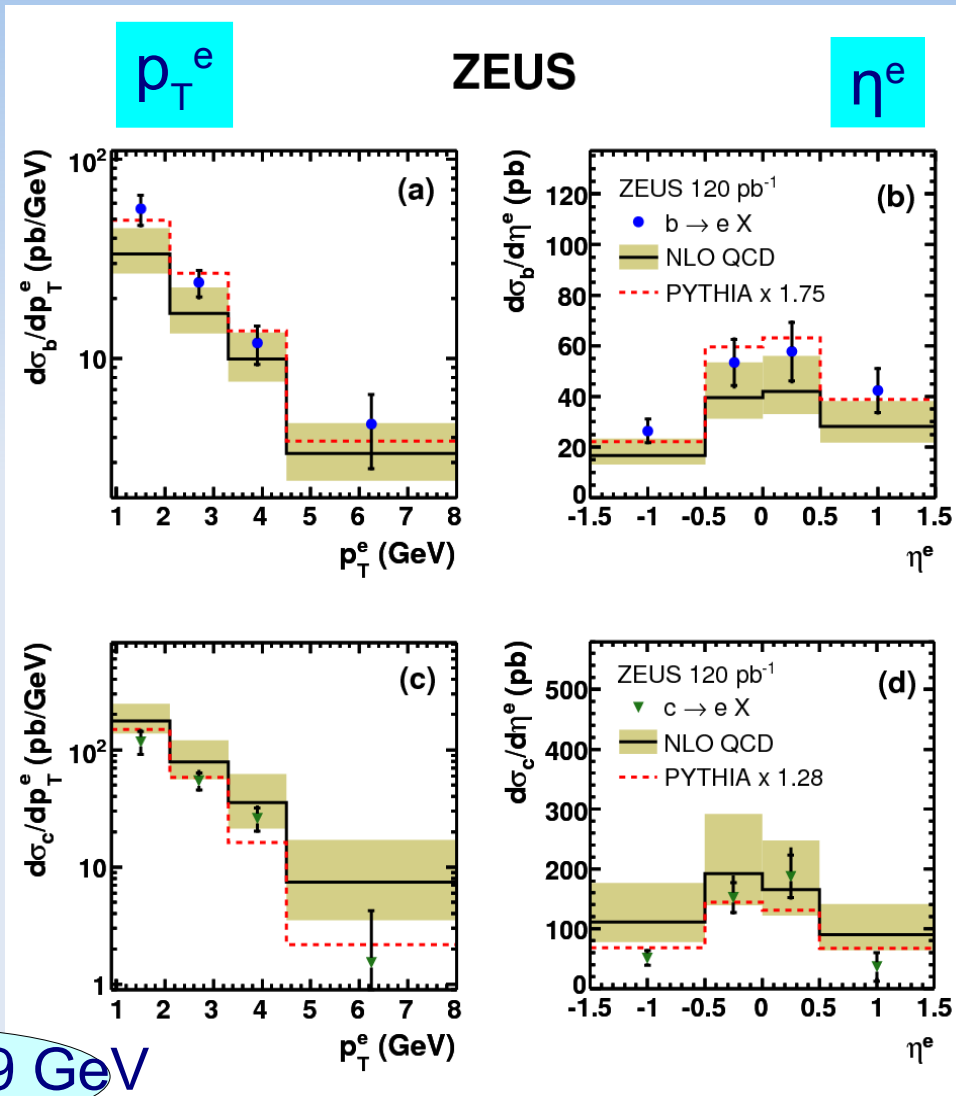 p_T^e
ZEUS
η^e
(a)
dσ_b/dp_T^e (pb/GeV)
10^2
10
1 2 3 4 5 6 7 8
p_T^e (GeV)
(b)
dσ_b/dη^e (pb)
ZEUS 120 pb^-1
b → e X
NLO QCD
PYTHIA x 1.75
120
100
80
60
40
20
0
-1.5 -1 -0.5 0 0.5 1 1.5
η^e
(c)
dσ_c/dp_T^e (pb/GeV)
10^2
10
1
1 2 3 4 5 6 7 8
p_T^e (GeV)
(d)
dσ_c/dη^e (pb)
ZEUS 120 pb^-1
c → e X
NLO QCD
PYTHIA x 1.28
500
400
300
200
100
0
-1.5 -1 -0.5 0 0.5 1 1.5
η^e
9 GeV